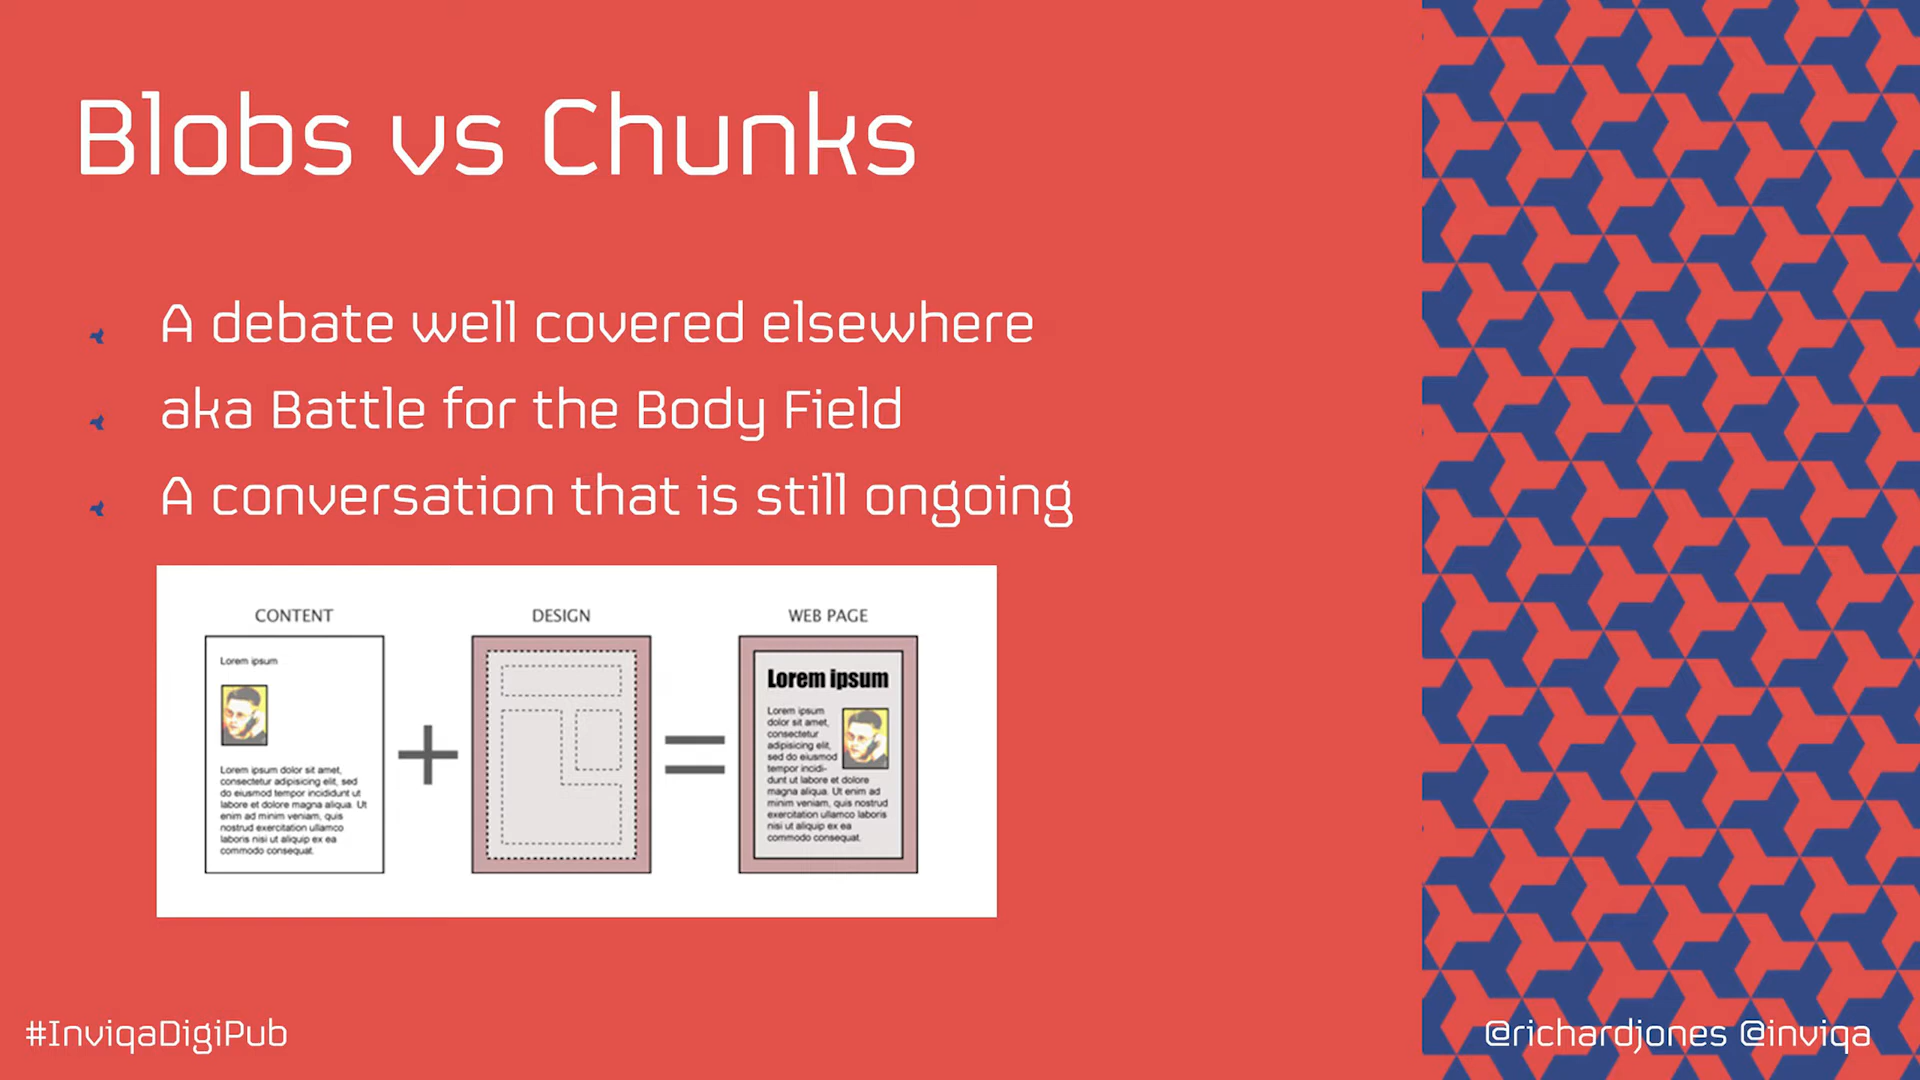 Blobs vs Chunks
A debate well covered elsewhere
aka Battle for the Body Field
A conversation that is still ongoing
CONTENT
Lorem ipsum
Lorem ipsum dolor sit amet,
consectetur adipisicing elit, sed
do eiusmod tempor incididunt ut
labore et dolore magna aliqua. Ut
enim ad minim veniam, quis
nostrud exercitation ullamco
laboris nisi ut aliquip ex ea
commodo consequat.
DESIGN
WEB PAGE
Lorem ipsum
Lorem ipsum
dolor sit amet,
consectetur
adipisicing elit,
sed do eiusmod
tempor incidi-
dunt ut labore et dolore
magna aliqua. Ut enim ad
minim veniam, quis nostrud
exercitation ullamco laboris
nisi ut aliquip ex ea
commodo consequat.
#InviqaDigiPub
@richardjones @inviqa